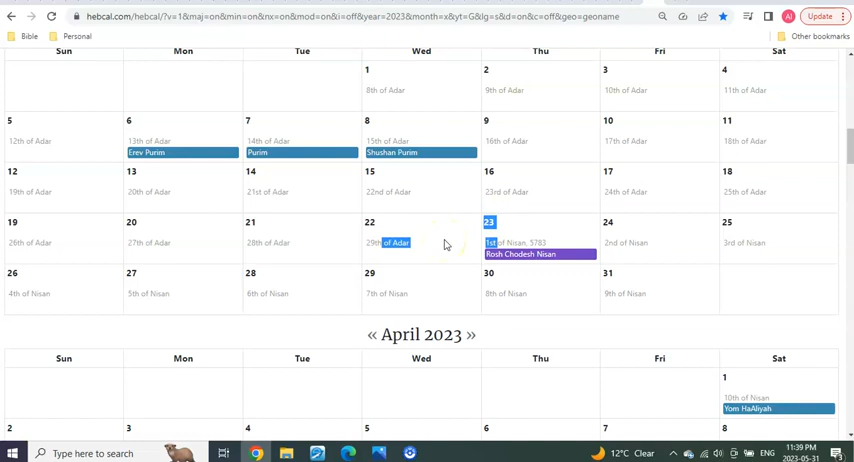 hebcal.com/hebcal/?v=1&maj=on&min=on&nx=on&mod=on&i=off&year=2023&month=x&yt=G&lg=s&d=on&c=off&geo=geoname
AI
Update
Bible Personal Other bookmarks
Sun Mon Tue Wed Thu Fri Sat
1 2 3 4
8th of Adar 9th of Adar 10th of Adar 11th of Adar
5 6 7 8 9 10 11
12th of Adar 13th of Adar 14th of Adar 15th of Adar 16th of Adar 17th of Adar 18th of Adar
Erev Purim Purim Shushan Purim
12 13 14 15 16 17 18
19th of Adar 20th of Adar 21st of Adar 22nd of Adar 23rd of Adar 24th of Adar 25th of Adar
19 20 21 22 23 24 25
26th of Adar 27th of Adar 28th of Adar 29th of Adar 1st of Nisan, 5783 2nd of Nisan 3rd of Nisan
Rosh Chodesh Nisan
26 27 28 29 30 31
4th of Nisan 5th of Nisan 6th of Nisan 7th of Nisan 8th of Nisan 9th of Nisan
« April 2023 »
Sun Mon Tue Wed Thu Fri Sat
1
10th of Nisan
Yom HaAliyah
2 3 4 5 6 7 8
Type here to search
12°C Clear
ENG
11:39 PM
2023-05-31
3